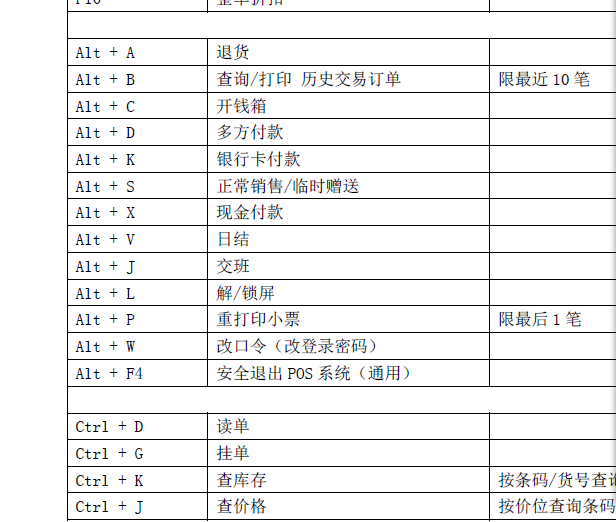 F10 整单折扣
Alt + A 退货
Alt + B 查询/打印 历史交易订单 限最近 10 笔
Alt + C 开钱箱
Alt + D 多方付款
Alt + K 银行卡付款
Alt + S 正常销售/临时赠送
Alt + X 现金付款
Alt + V 日结
Alt + J 交班
Alt + L 解/锁屏
Alt + P 重打印小票 限最后 1 笔
Alt + W 改口令（改登录密码）
Alt + F4 安全退出 POS 系统（通用）
Ctrl + D 读单
Ctrl + G 挂单
Ctrl + K 查库存 按条码/货号查询
Ctrl + J 查价格 按价位查询条码